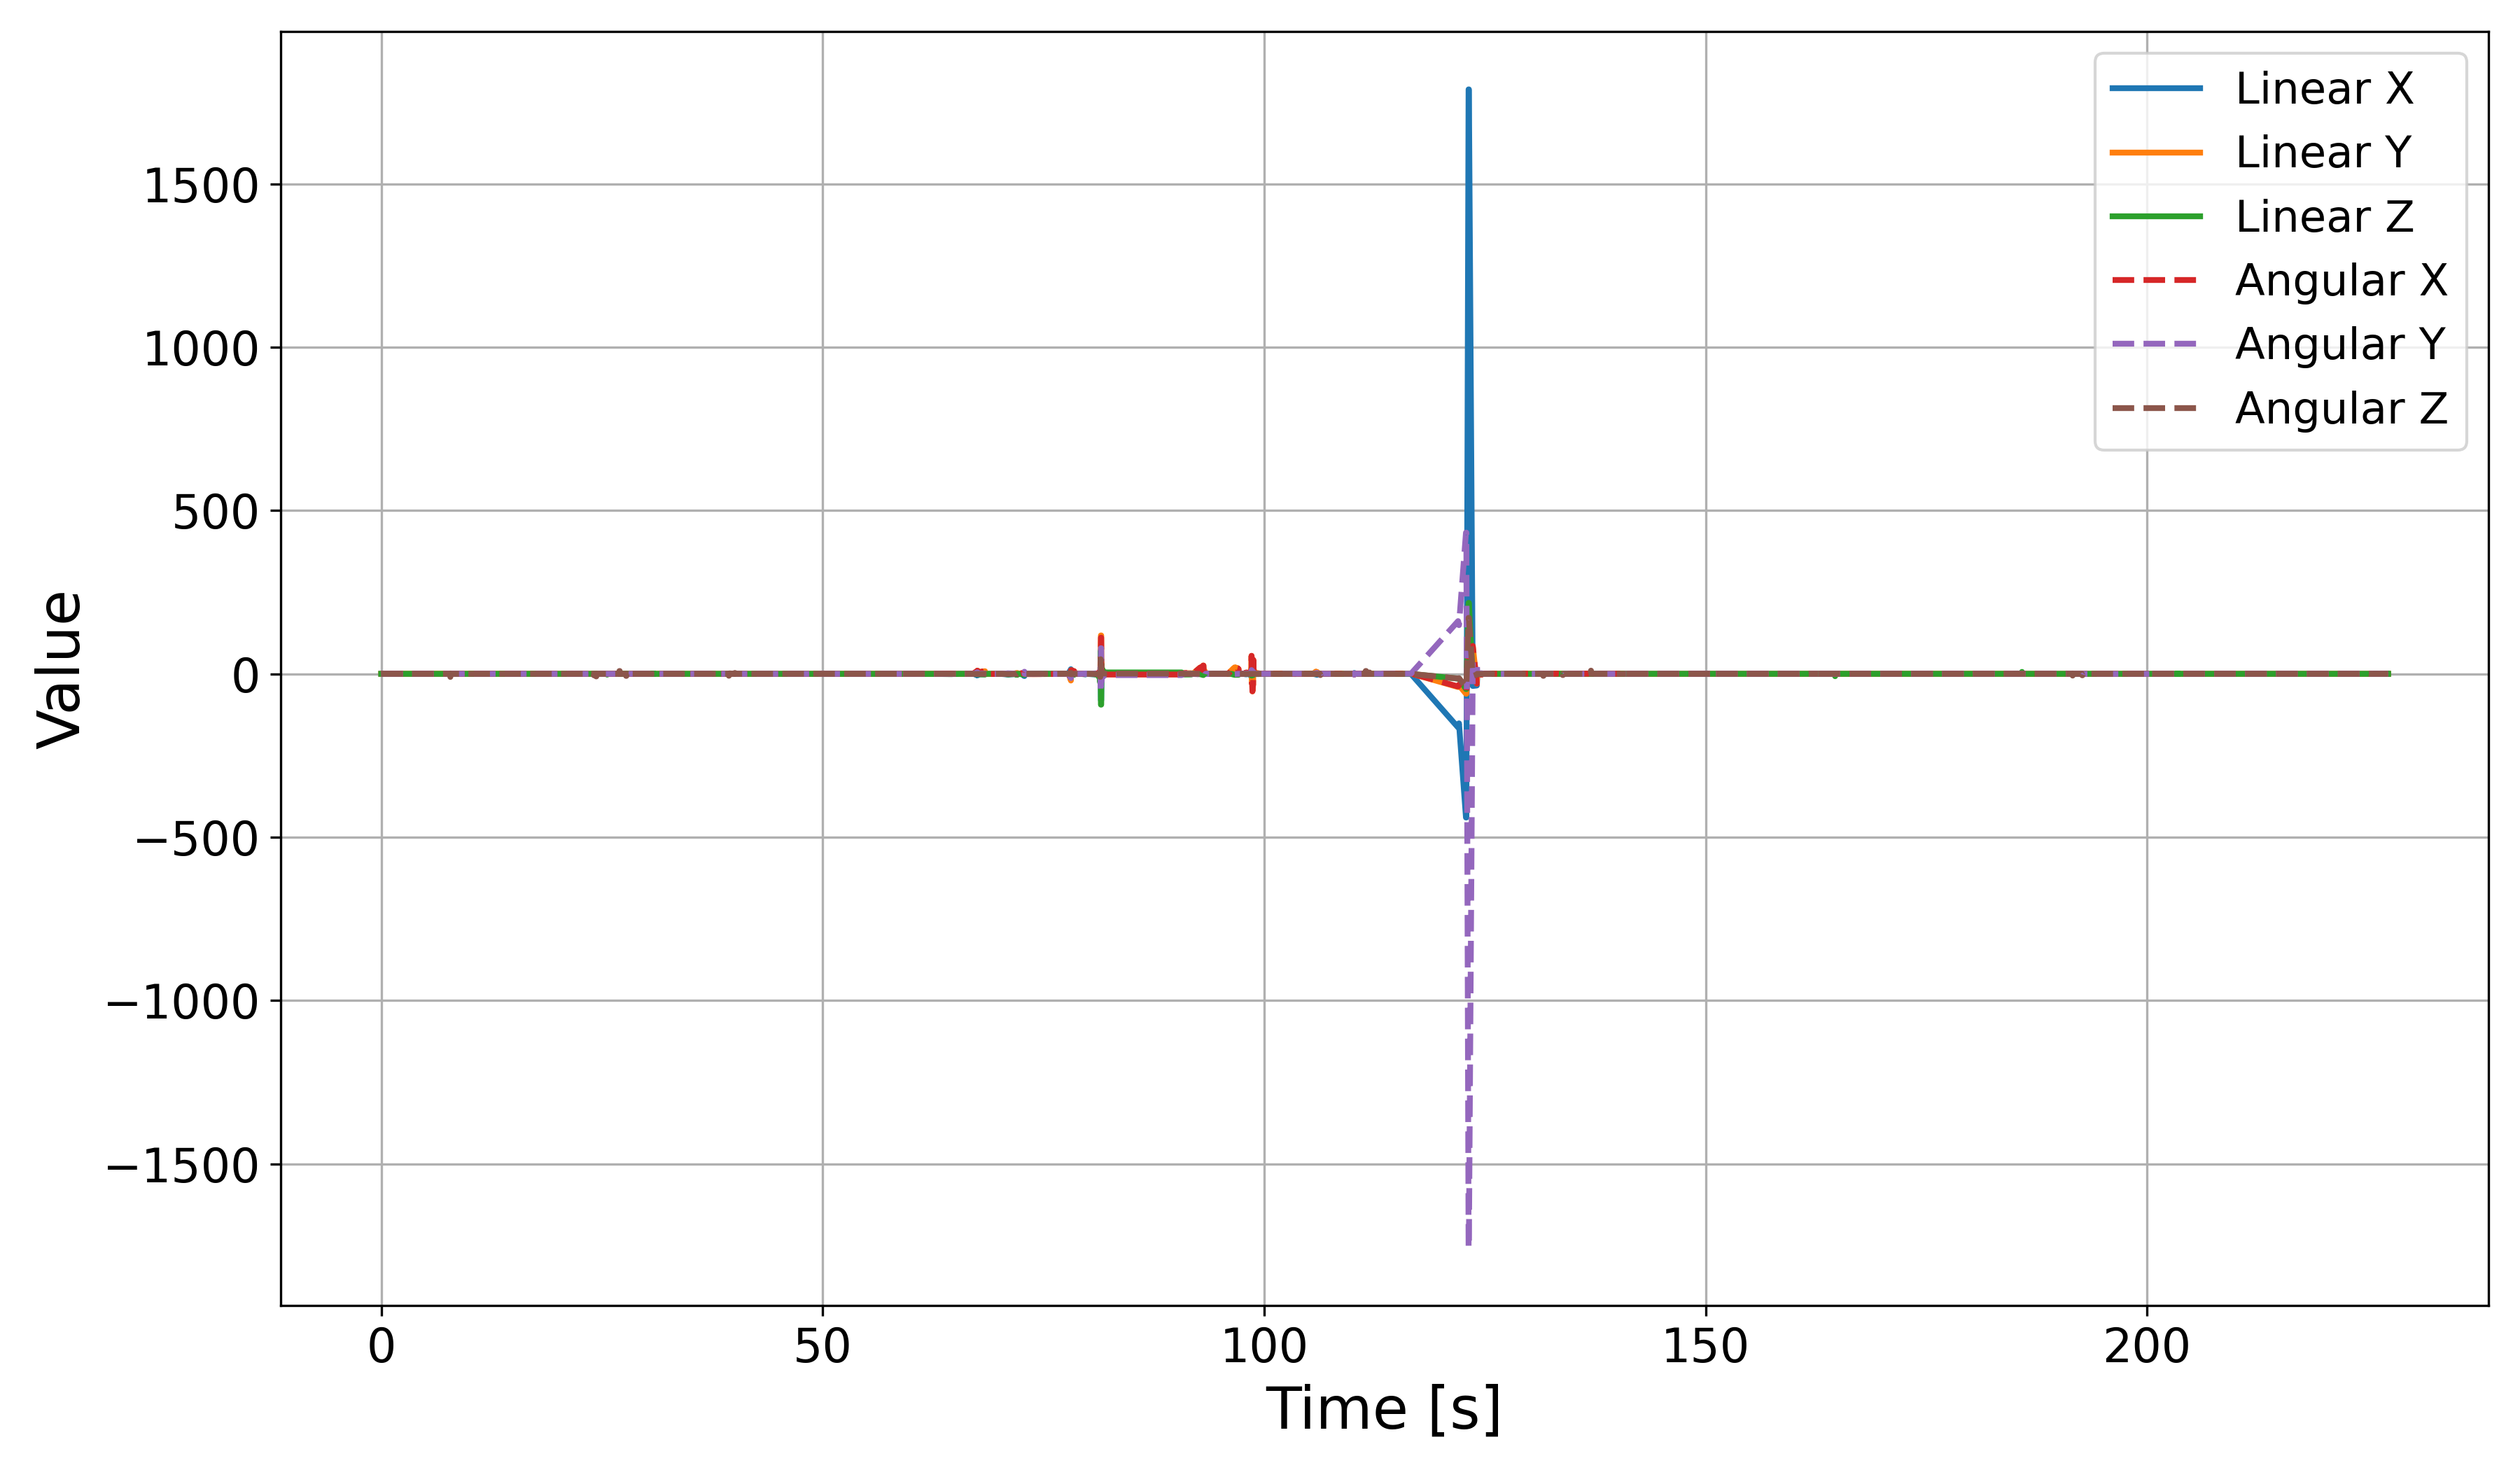 Linear X
Linear Y
Linear Z
Angular X
Angular Y
Angular Z
1500
1000
500
0
−500
−1000
−1500
Value
0 50 100 150 200
Time [s]